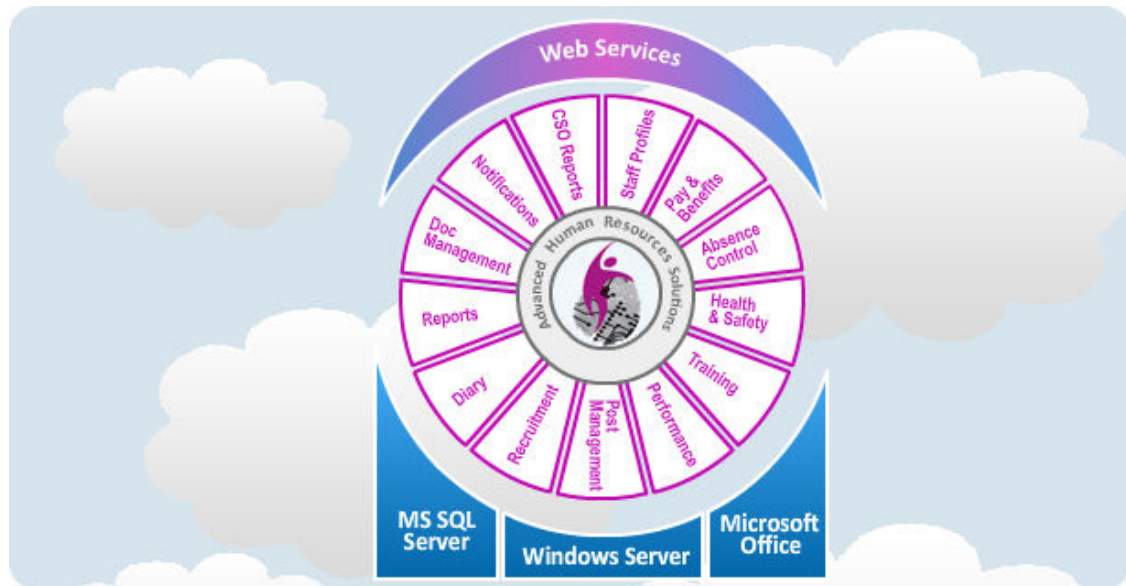 Web Services
CSO Reports
Staff Profiles
Pay &
Benefits
Absence
Control
Health
& Safety
Training
Performance
Post
Management
Recruitment
Diary
Reports
Doc
Management
Notifications
Advanced Human Resources Solutions
MS SQL
Server
Windows Server
Microsoft
Office